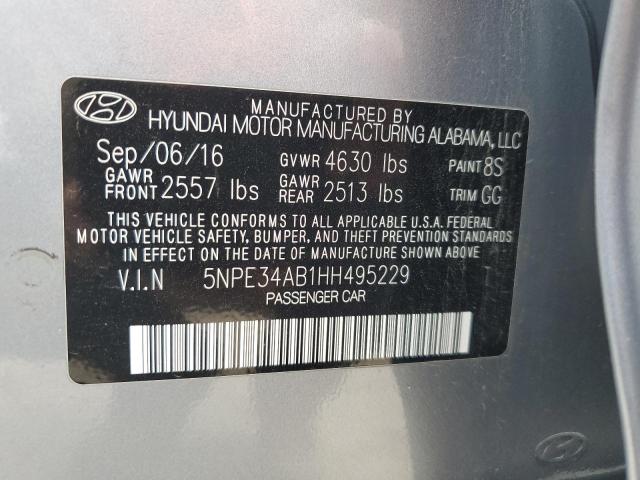 MANUFACTURED BY
HYUNDAI MOTOR MANUFACTURING ALABAMA, LLC
Sep/06/16 GVWR 4630 lbs PAINT 8S
GAWR FRONT 2557 lbs GAWR REAR 2513 lbs TRIM GG
THIS VEHICLE CONFORMS TO ALL APPLICABLE U.S.A. FEDERAL
MOTOR VEHICLE SAFETY, BUMPER, AND THEFT PREVENTION STANDARDS
IN EFFECT ON THE DATE OF MANUFACTURE SHOWN ABOVE
V.I.N 5NPE34AB1HH495229
PASSENGER CAR